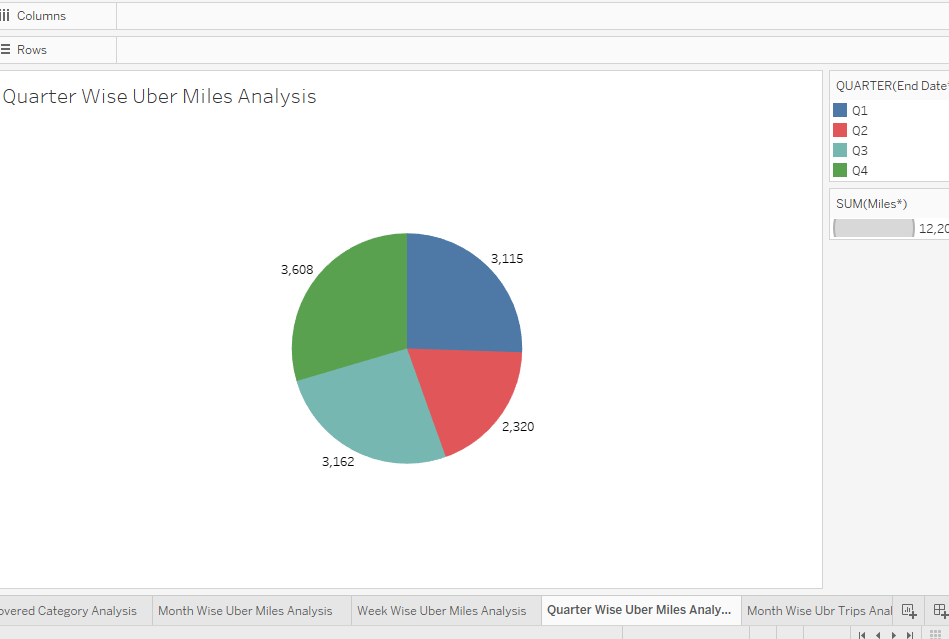 Columns
Rows
Quarter Wise Uber Miles Analysis
QUARTER(End Date*
Q1
Q2
Q3
Q4
SUM(Miles*)
12,20
3,608
3,115
2,320
3,162
overed Category Analysis
Month Wise Uber Miles Analysis
Week Wise Uber Miles Analysis
Quarter Wise Uber Miles Analy...
Month Wise Ubr Trips Anal